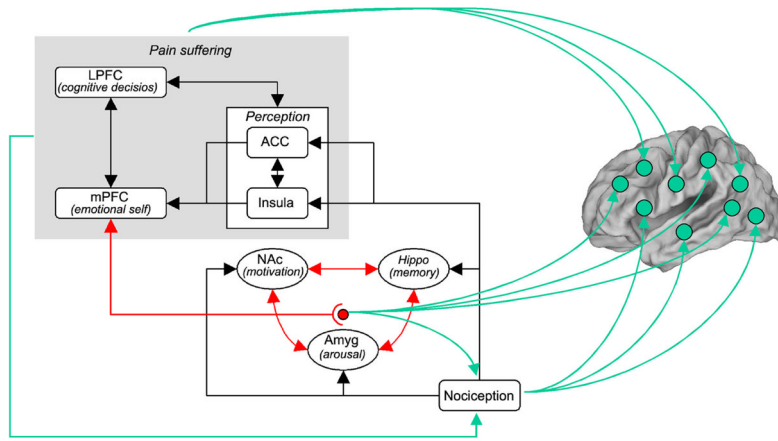 Pain suffering
LPFC
(cognitive decisios)
Perception
ACC
mPFC
(emotional self)
Insula
NAc
(motivation)
Hippo
(memory)
Amyg
(arousal)
Nociception